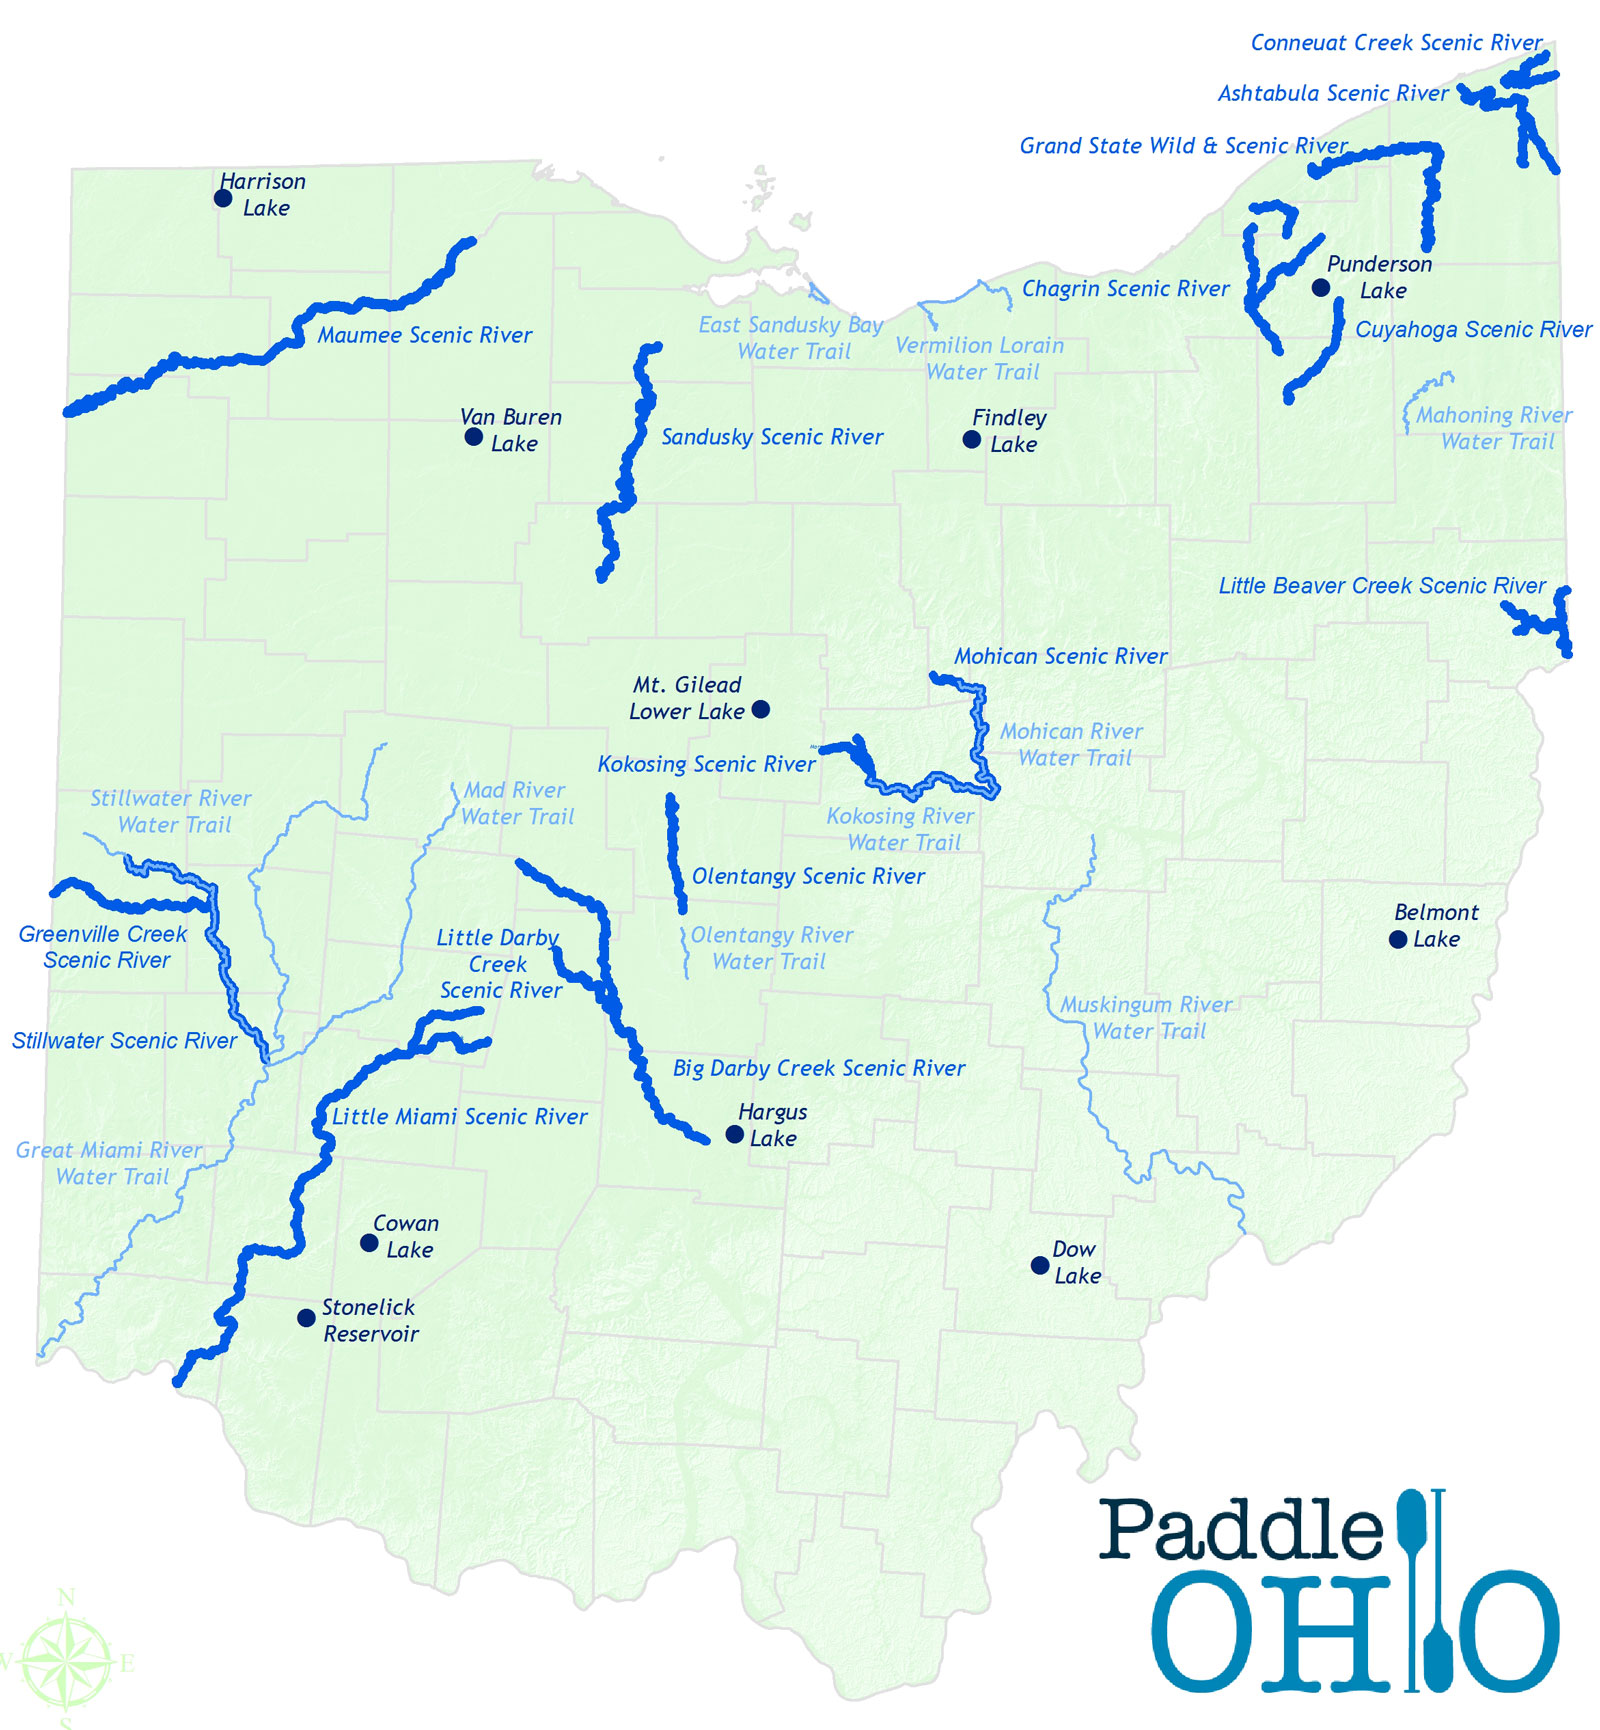 Conneuat Creek Scenic River
Ashtabula Scenic River
Grand State Wild & Scenic River
Harrison
Lake
Punderson
Lake
Chagrin Scenic River
Maumee Scenic River
East Sandusky Bay
Water Trail
Vermilion Lorain
Water Trail
Cuyahoga Scenic River
Van Buren
Lake
Sandusky Scenic River
Findley
Lake
Mahoning River
Water Trail
Little Beaver Creek Scenic River
Mohican Scenic River
Mt. Gilead
Lower Lake
Mohican River
Water Trail
Kokosing Scenic River
Stillwater River
Water Trail
Mad River
Water Trail
Kokosing River
Water Trail
Olentangy Scenic River
Greenville Creek
Scenic River
Little Darby
Creek
Scenic River
Olentangy River
Water Trail
Belmont
Lake
Muskingum River
Water Trail
Stillwater Scenic River
Big Darby Creek Scenic River
Little Miami Scenic River
Hargus
Lake
Great Miami River
Water Trail
Cowan
Lake
Dow
Lake
Stonelick
Reservoir
Paddle
OHIO
N
W E
S